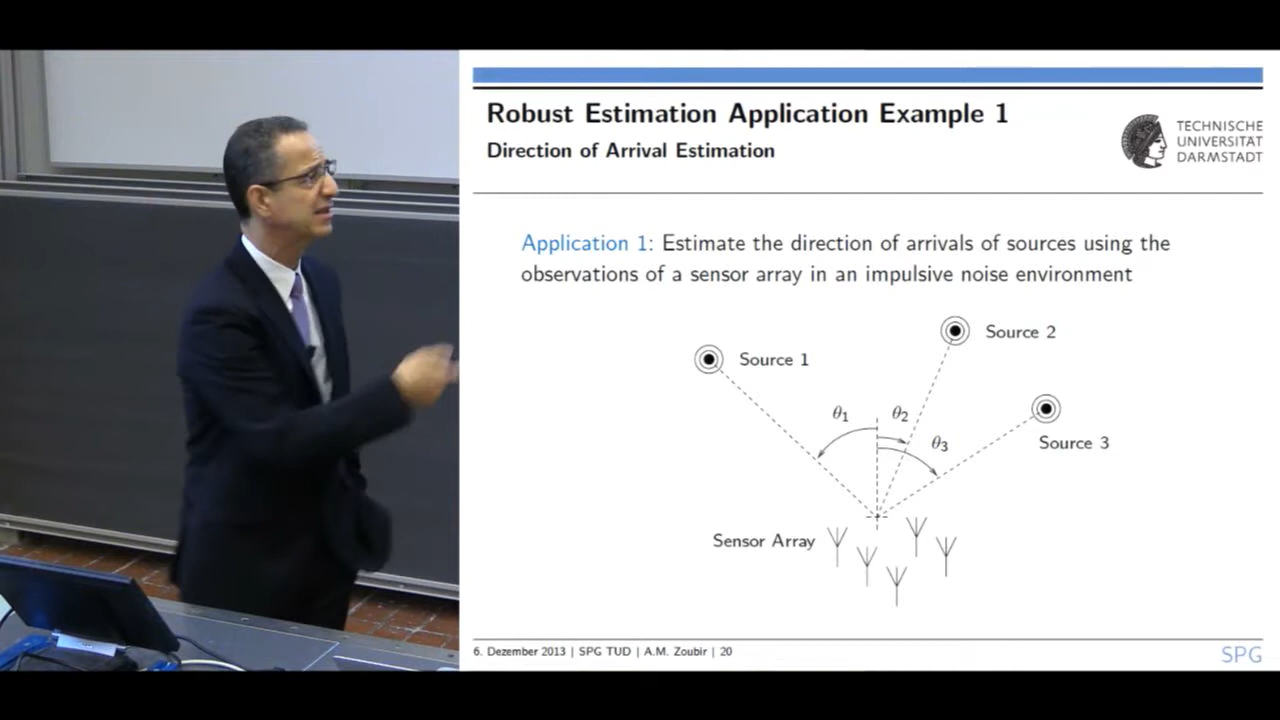 Robust Estimation Application Example 1
Direction of Arrival Estimation
TECHNISCHE
UNIVERSITÄT
DARMSTADT
Application 1: Estimate the direction of arrivals of sources using the
observations of a sensor array in an impulsive noise environment
Source 2
Source 1
θ1
θ2
θ3
Source 3
Sensor Array
6. Dezember 2013 | SPG TUD | A.M. Zoubir | 20
SPG